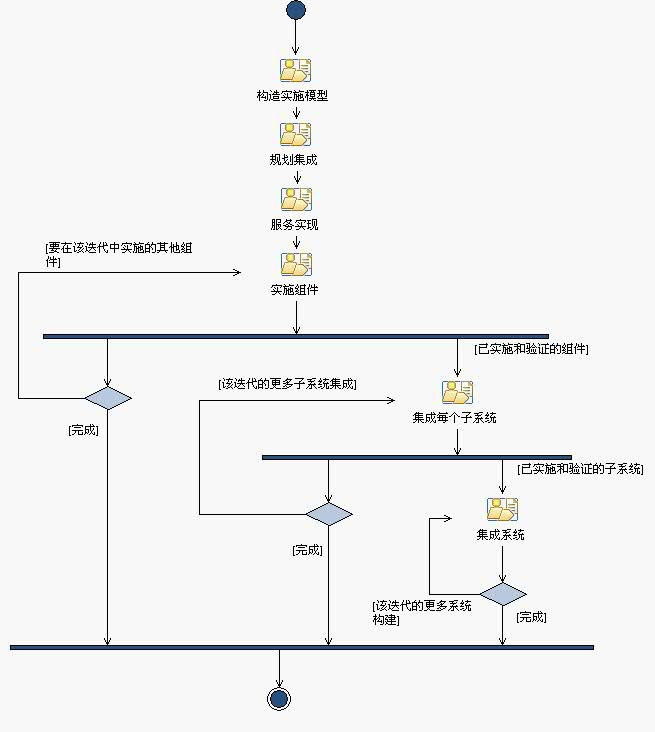 构造实施模型
规划集成
服务实现
[要在该迭代中实施的其他组
件]
实施组件
[已实施和验证的组件]
[该迭代的更多子系统集成]
集成每个子系统
[完成]
[已实施和验证的子系统]
集成系统
[完成]
[该迭代的更多系统
构建]
[完成]